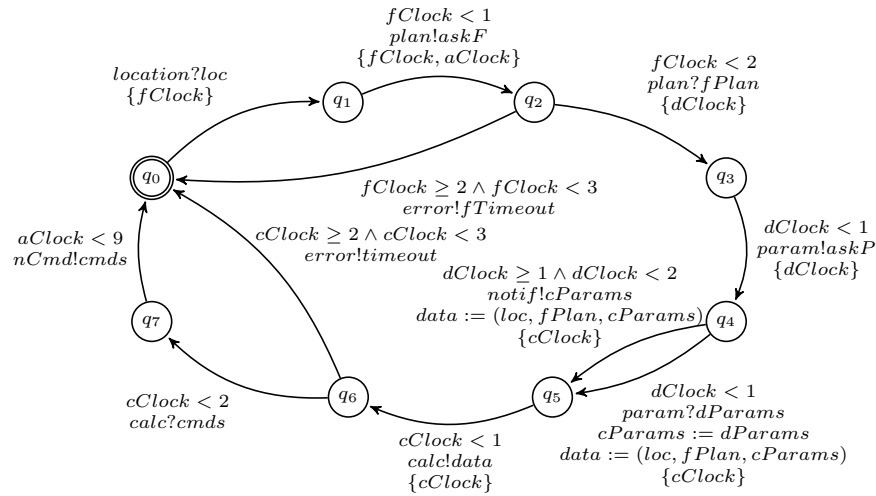 fClock < 1
plan!askF
{fClock, aClock}
location?loc
{fClock}
fClock < 2
plan?fPlan
{dClock}
q₁
q₂
q₀
q₃
fClock ≥ 2 ∧ fClock < 3
error!fTimeout
aClock < 9
nCmd!cmds
cClock ≥ 2 ∧ cClock < 3
error!timeout
dClock < 1
param!askP
{dClock}
dClock ≥ 1 ∧ dClock < 2
notif!cParams
data := (loc, fPlan, cParams)
{cClock}
q₇
q₄
cClock < 2
calc?cmds
q₆
q₅
dClock < 1
param?dParams
cParams := dParams
data := (loc, fPlan, cParams)
{cClock}
cClock < 1
calc!data
{cClock}